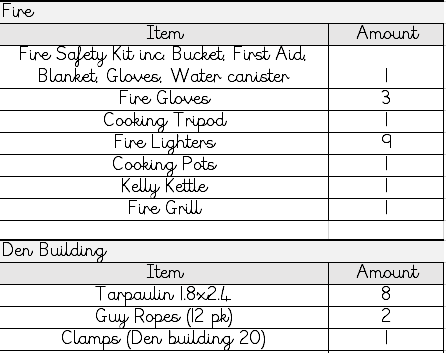 Fire
Item Amount
Fire Safety Kit inc. Bucket, First Aid,
Blanket, Gloves, Water canister 1
Fire Gloves 3
Cooking Tripod 1
Fire Lighters 9
Cooking Pots 1
Kelly Kettle 1
Fire Grill 1
Den Building
Item Amount
Tarpaulin 1.8x2.4 8
Guy Ropes (12 pk) 2
Clamps (Den building 20) 1